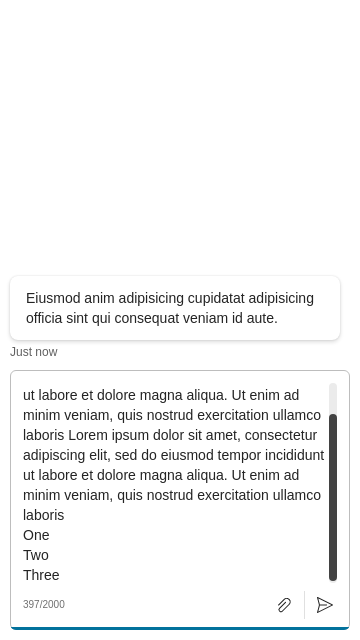 Eiusmod anim adipisicing cupidatat adipisicing
officia sint qui consequat veniam id aute.
Just now
ut labore et dolore magna aliqua. Ut enim ad
minim veniam, quis nostrud exercitation ullamco
laboris Lorem ipsum dolor sit amet, consectetur
adipiscing elit, sed do eiusmod tempor incididunt
ut labore et dolore magna aliqua. Ut enim ad
minim veniam, quis nostrud exercitation ullamco
laboris
One
Two
Three
397/2000